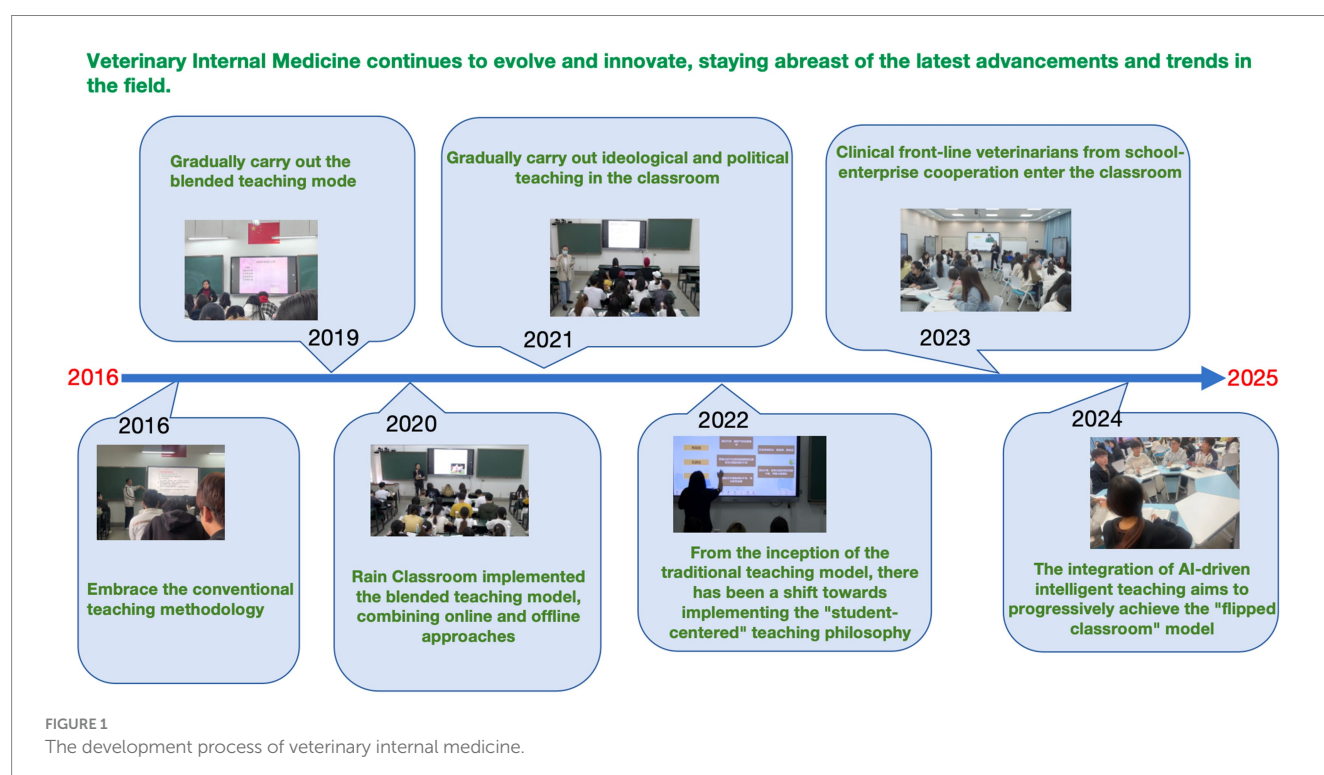 Veterinary Internal Medicine continues to evolve and innovate, staying abreast of the latest advancements and trends in
the field.
Gradually carry out the
blended teaching mode
2019
Gradually carry out ideological and political
teaching in the classroom
2021
Clinical front-line veterinarians from school-
enterprise cooperation enter the classroom
2023
2016
2025
2016
Embrace the conventional
teaching methodology
2020
Rain Classroom implemented
the blended teaching model,
combining online and offline
approaches
2022
From the inception of the
traditional teaching model, there
has been a shift towards
implementing the "student-
centered" teaching philosophy
2024
The integration of AI-driven
intelligent teaching aims to
progressively achieve the "flipped
classroom" model
FIGURE 1
The development process of veterinary internal medicine.